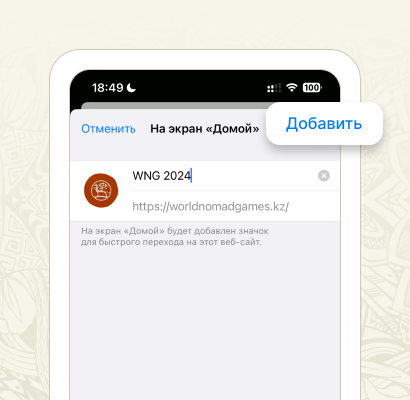 18:49
100
Отменить
На экран «Домой»
Добавить
WNG 2024
https://worldnomadgames.kz/
На экран «Домой» будет добавлен значок
для быстрого перехода на этот веб-сайт.